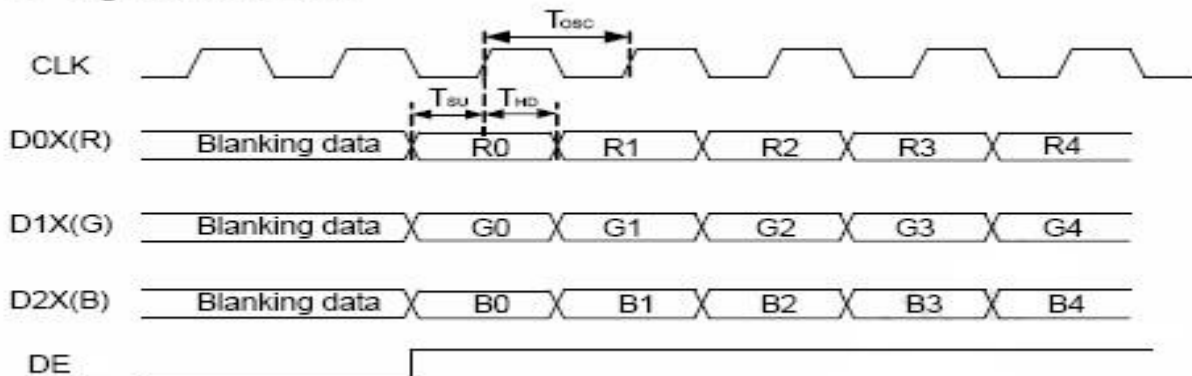 Tosc
CLK
TSU THD
D0X(R) Blanking data R0 R1 R2 R3 R4
D1X(G) Blanking data G0 G1 G2 G3 G4
D2X(B) Blanking data B0 B1 B2 B3 B4
DE